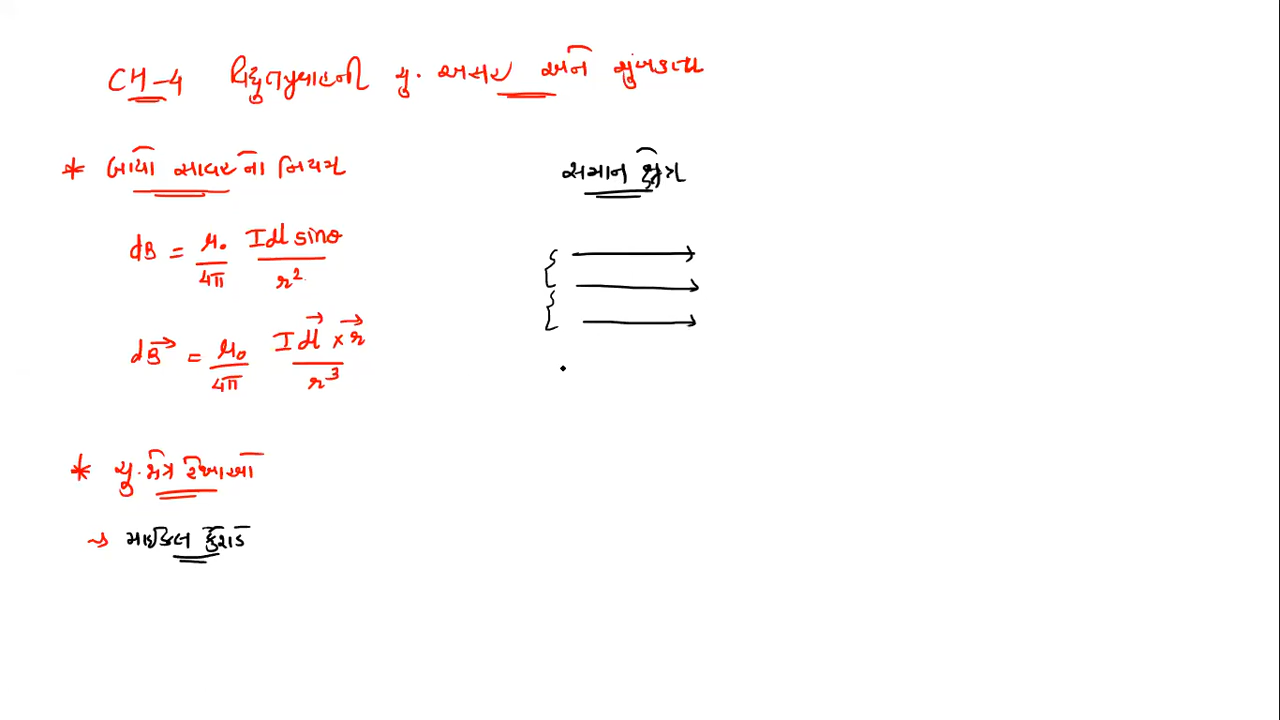 CH-4 વિદ્યુતપ્રવાહની ચુ. અસર અને ચુંબકતા
* બાયો સાવરનો નિયમ
dB = μ₀/4π Idl sinθ/r²
dB⃗ = μ₀/4π Idl⃗ × r⃗/r³
* ચુ. ક્ષેત્ર રેખાઓ
→ માઈકલ ફેરાડે
સમાન ક્ષેત્ર